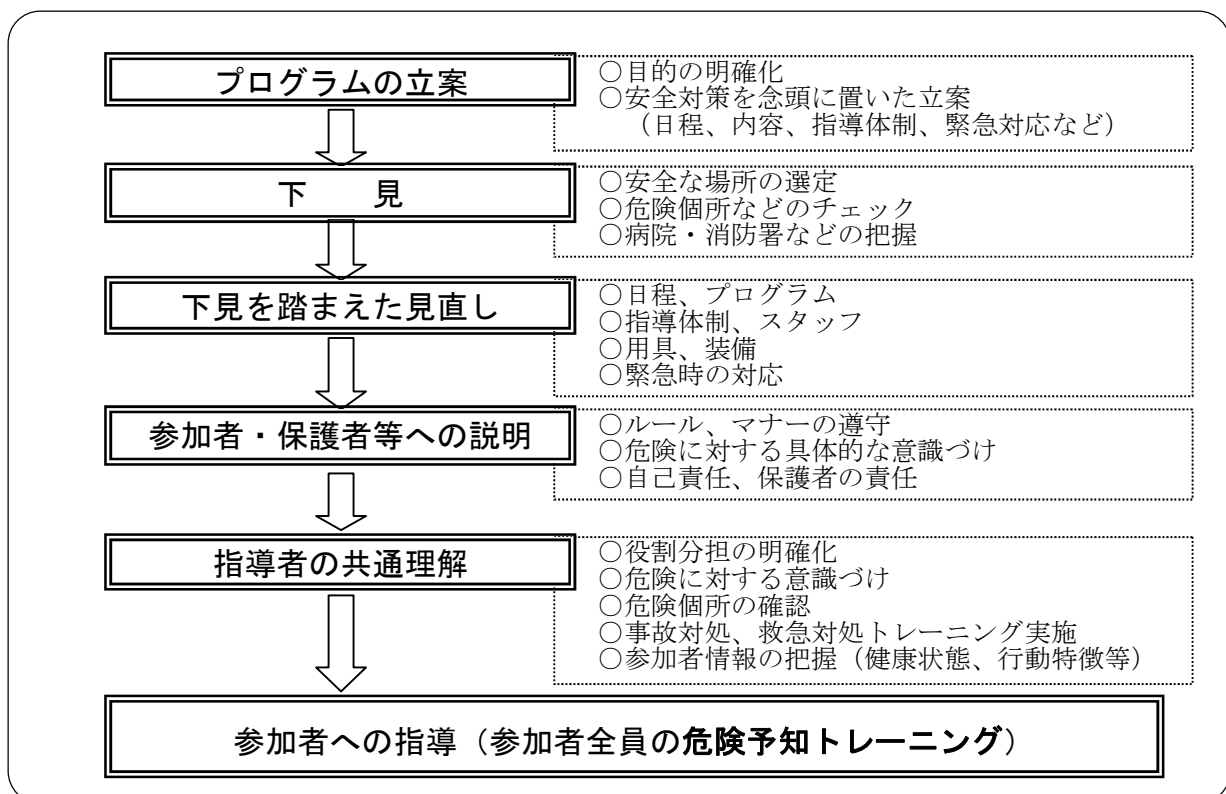 プログラムの立案
○目的の明確化
○安全対策を念頭に置いた立案
（日程、内容、指導体制、緊急対応など）
下　　見
○安全な場所の選定
○危険個所などのチェック
○病院・消防署などの把握
下見を踏まえた見直し
○日程、プログラム
○指導体制、スタッフ
○用具、装備
○緊急時の対応
参加者・保護者等への説明
○ルール、マナーの遵守
○危険に対する具体的な意識づけ
○自己責任、保護者の責任
指導者の共通理解
○役割分担の明確化
○危険に対する意識づけ
○危険個所の確認
○事故対処、救急対処トレーニング実施
○参加者情報の把握（健康状態、行動特徴等）
参加者への指導（参加者全員の危険予知トレーニング）